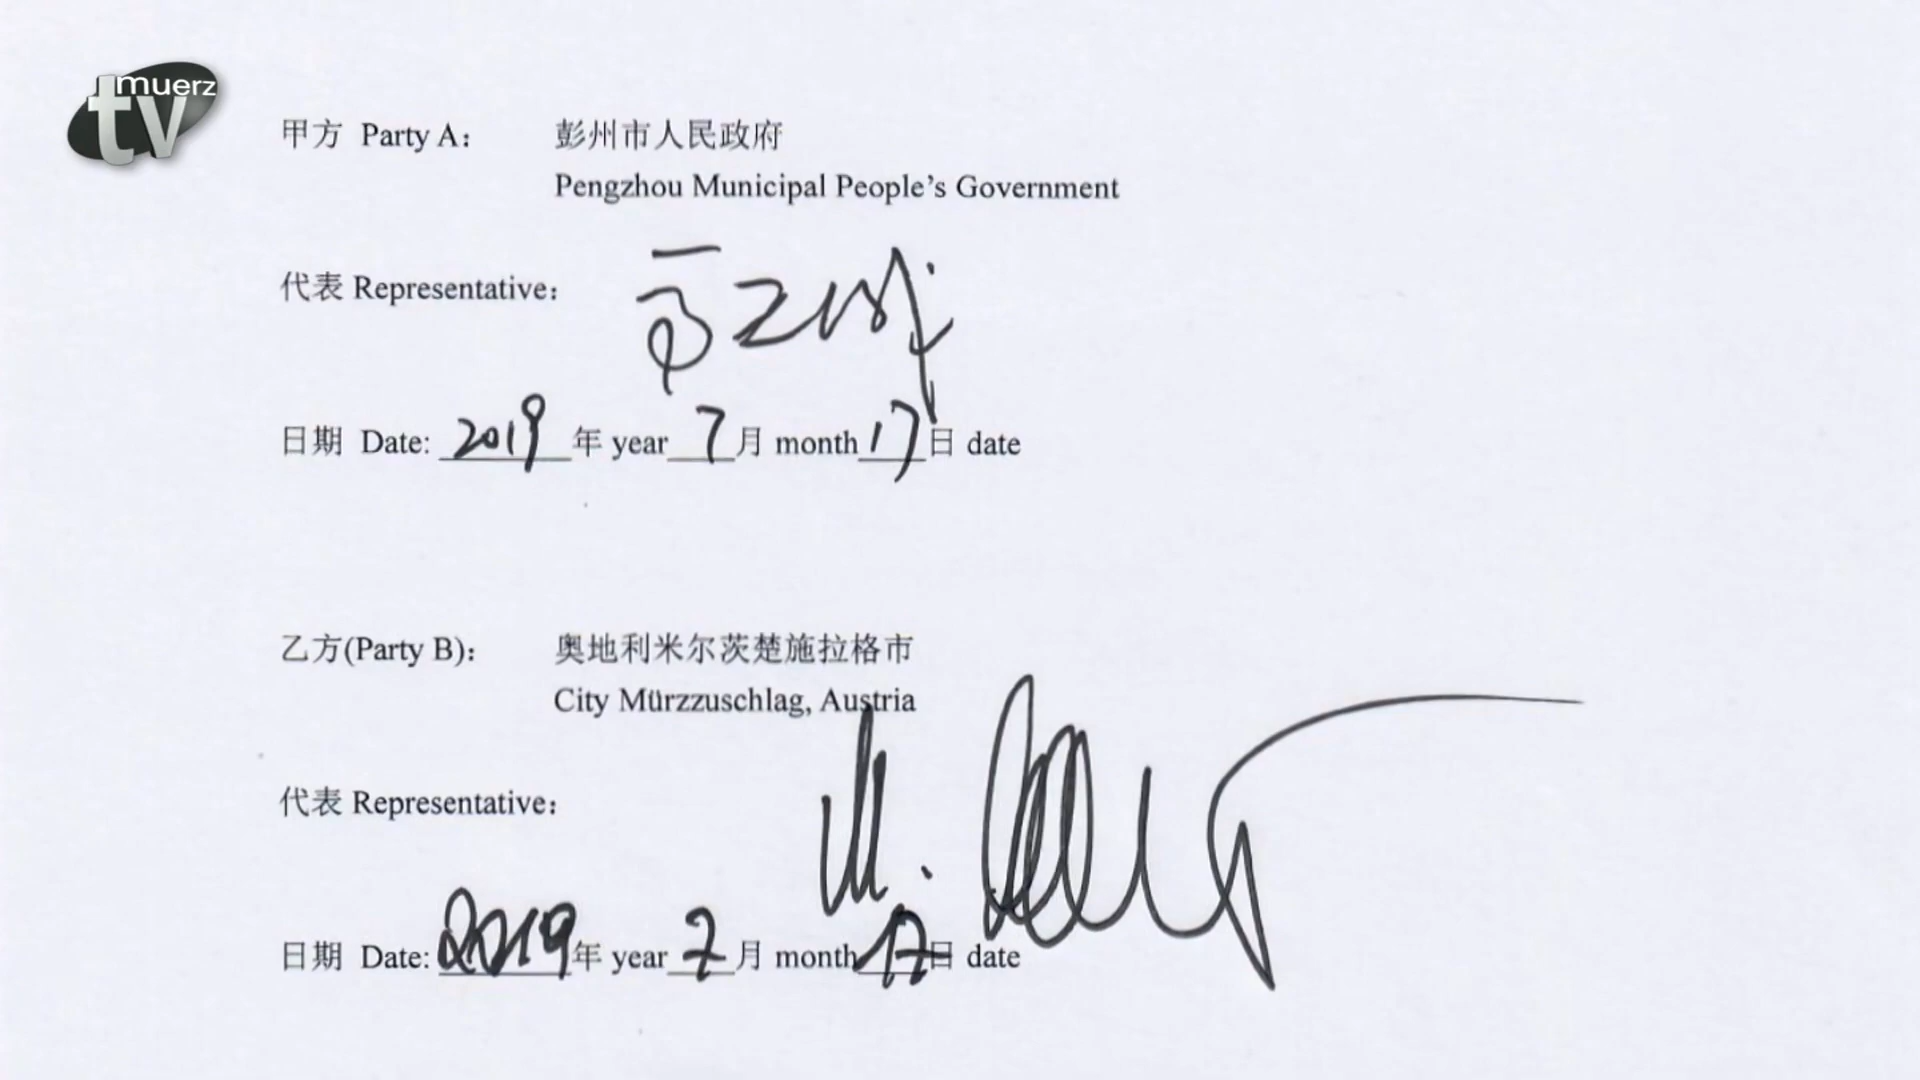 muerz
tv
甲方 Party A: 彭州市人民政府
Pengzhou Municipal People's Government
代表 Representative:
日期 Date: 2019 年 year 7 月 month 17 日 date
乙方(Party B): 奥地利米尔茨楚施拉格市
City Mürzzuschlag, Austria
代表 Representative:
日期 Date: 2019 年 year 7 月 month 17 日 date